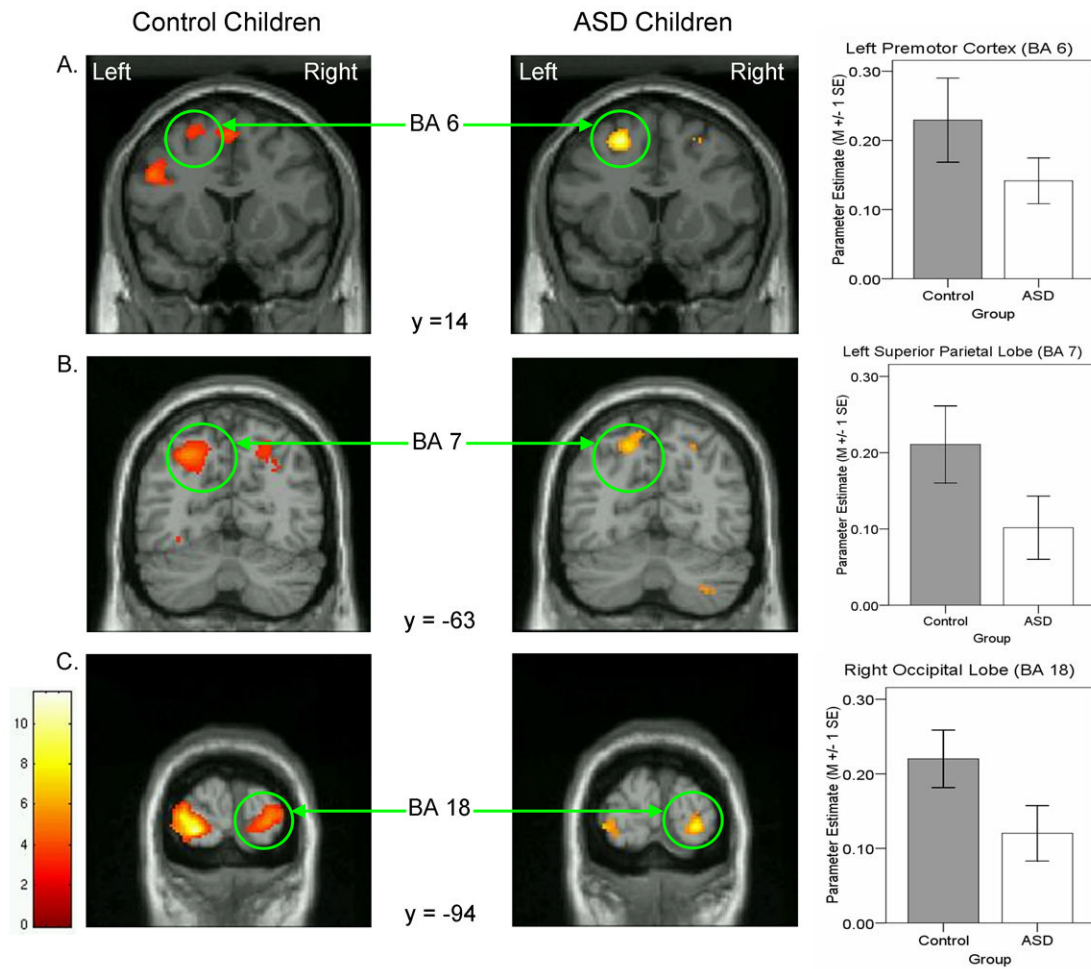 Control Children
ASD Children
A.
Left
Right
BA 6
Left
Right
y =14
Left Premotor Cortex (BA 6)
Parameter Estimate (M +/- 1 SE)
0.30
0.20
0.10
0.00
Control
ASD
Group
B.
BA 7
y = -63
Left Superior Parietal Lobe (BA 7)
Parameter Estimate (M +/- 1 SE)
0.30
0.20
0.10
0.00
Control
ASD
Group
C.
10
8
6
4
2
0
BA 18
y = -94
Right Occipital Lobe (BA 18)
Parameter Estimate (M +/- 1 SE)
0.30
0.20
0.10
0.00
Control
ASD
Group